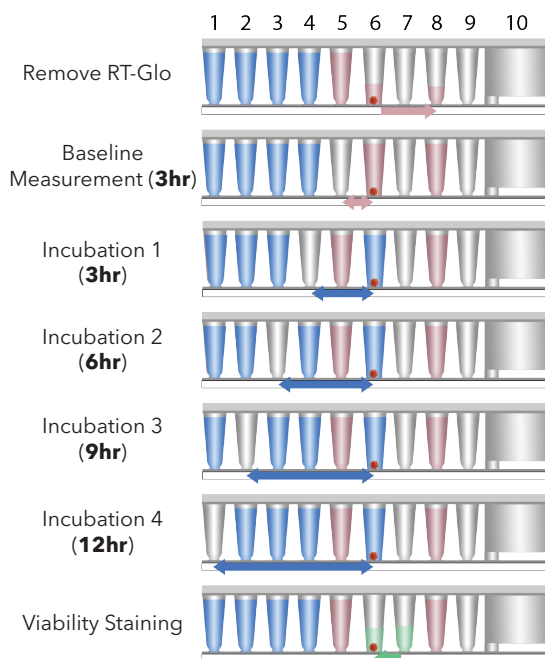 1 2 3 4 5 6 7 8 9 10
Remove RT-Glo
Baseline
Measurement (3hr)
Incubation 1
(3hr)
Incubation 2
(6hr)
Incubation 3
(9hr)
Incubation 4
(12hr)
Viability Staining